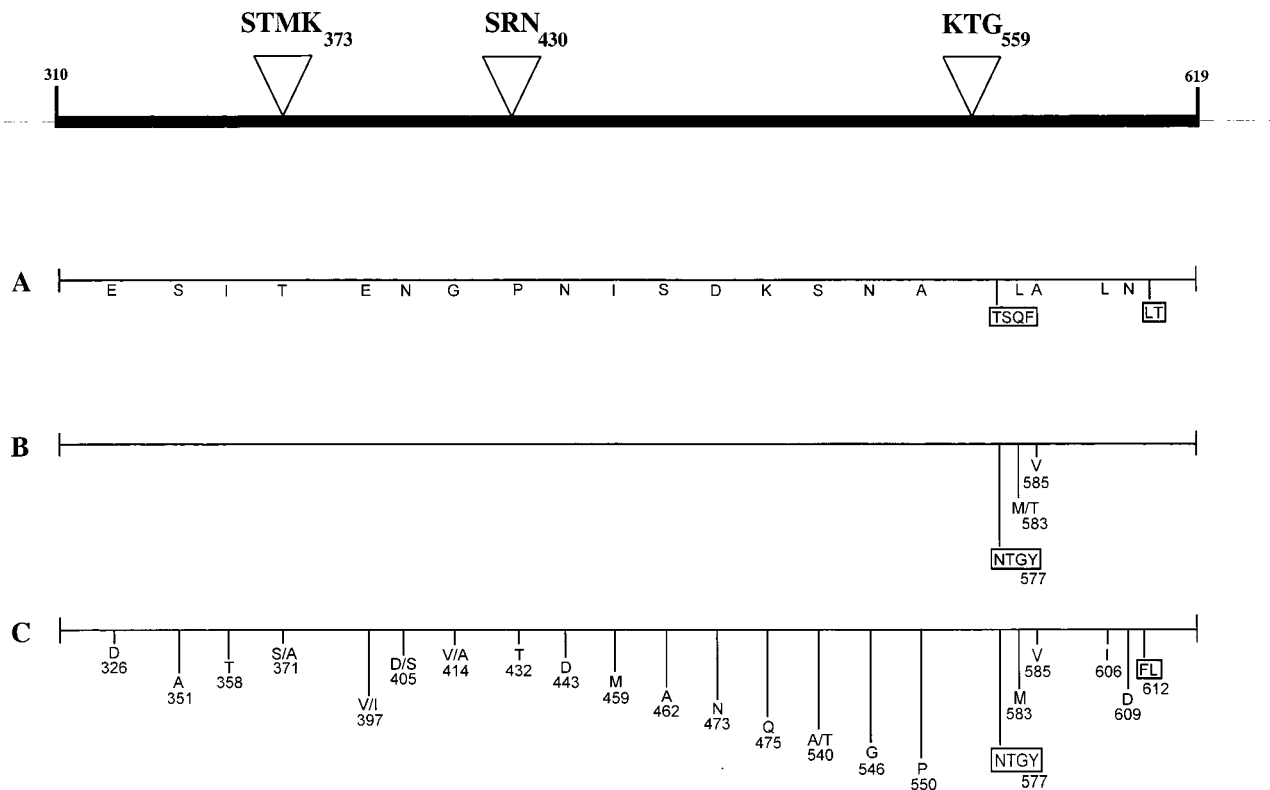 STMK373 SRN430 KTG559
310 619
A E S I T E N G P N I S D K S N A L A L N
TSQF LT
B
V
585
M/T
583
NTGY
577
C
D
326
A
351
T
358
S/A
371
V/I
397
D/S
405
V/A
414
T
432
D
443
M
459
A
462
N
473
Q
475
A/T
540
G
546
P
550
NTGY
577
M
583
V
585
I
606
D
609
FL
612